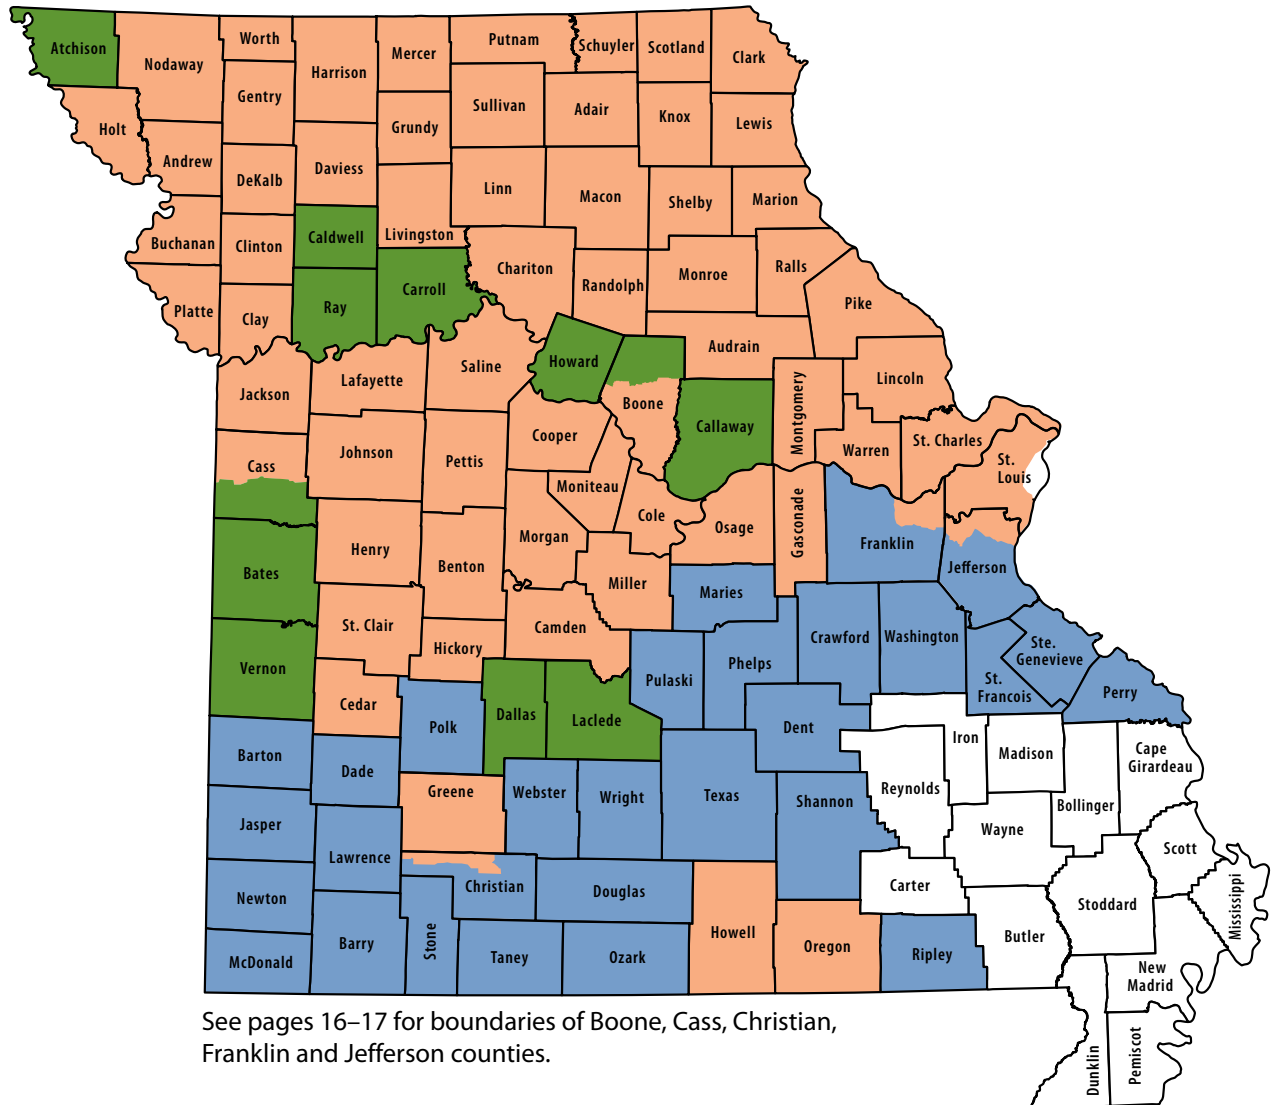 Atchison
Nodaway
Worth
Harrison
Mercer
Putnam
Schuyler
Scotland
Clark
Holt
Gentry
Grundy
Sullivan
Adair
Knox
Lewis
Andrew
DeKalb
Daviess
Linn
Macon
Shelby
Marion
Buchanan
Clinton
Caldwell
Livingston
Chariton
Randolph
Monroe
Ralls
Pike
Platte
Clay
Ray
Carroll
Saline
Howard
Boone
Audrain
Callaway
Montgomery
Lincoln
Warren
St. Charles
St.
Louis
Jackson
Lafayette
Cass
Johnson
Pettis
Cooper
Moniteau
Cole
Osage
Gasconade
Franklin
Jefferson
Bates
Henry
Benton
Morgan
Miller
Maries
Vernon
St. Clair
Hickory
Camden
Pulaski
Phelps
Crawford
Washington
St.
Francois
Ste.
Genevieve
Perry
Cedar
Polk
Dallas
Laclede
Dent
Iron
Madison
Cape
Girardeau
Bollinger
Barton
Dade
Greene
Webster
Wright
Texas
Shannon
Reynolds
Wayne
Scott
Mississippi
Jasper
Lawrence
Christian
Douglas
Carter
Stoddard
Newton
McDonald
Barry
Stone
Taney
Ozark
Howell
Oregon
Ripley
Butler
New
Madrid
Dunklin
Pemiscot
See pages 16–17 for boundaries of Boone, Cass, Christian,
Franklin and Jefferson counties.